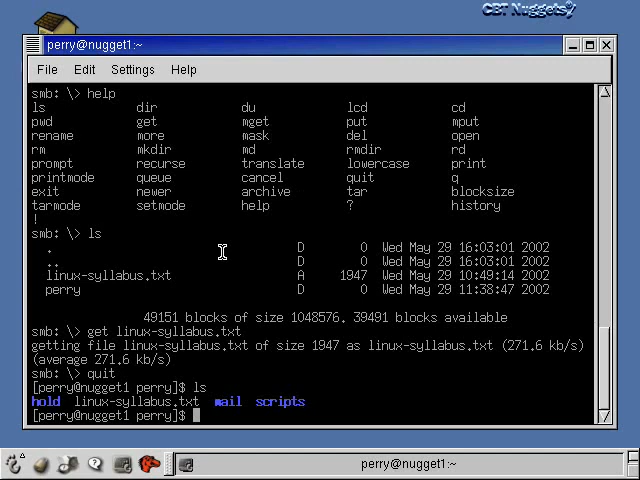 CBT Nuggets
perry@nugget1:~
File Edit Settings Help
smb: \> help
ls dir du lcd cd
pwd get mget put mput
rename more mask del open
rm mkdir md rmdir rd
prompt recurse translate lowercase print
printmode queue cancel quit q
exit newer archive tar blocksize
tarmode setmode help ? history
!
smb: \> ls
. D 0 Wed May 29 16:03:01 2002
.. D 0 Wed May 29 16:03:01 2002
linux-syllabus.txt A 1947 Wed May 29 10:49:14 2002
perry D 0 Wed May 29 11:38:47 2002
49151 blocks of size 1048576. 39491 blocks available
smb: \> get linux-syllabus.txt
getting file linux-syllabus.txt of size 1947 as linux-syllabus.txt (271.6 kb/s)
(average 271.6 kb/s)
smb: \> quit
[perry@nugget1 perry]$ ls
hold linux-syllabus.txt mail scripts
[perry@nugget1 perry]$
perry@nugget1:~